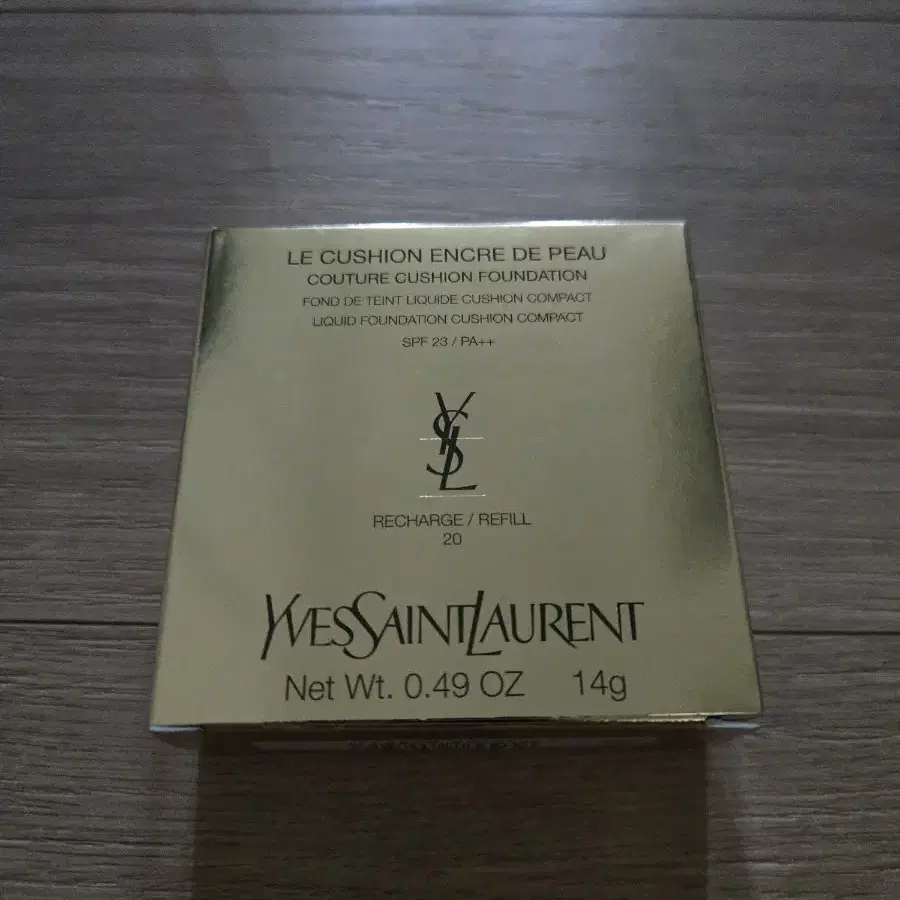 LE CUSHION ENCRE DE PEAU
COUTURE CUSHION FOUNDATION
FOND DE TEINT LIQUIDE CUSHION COMPACT
LIQUID FOUNDATION CUSHION COMPACT
SPF 23 / PA++
YSL
RECHARGE / REFILL
20
YVESSAINTLAURENT
Net Wt. 0.49 OZ 14g